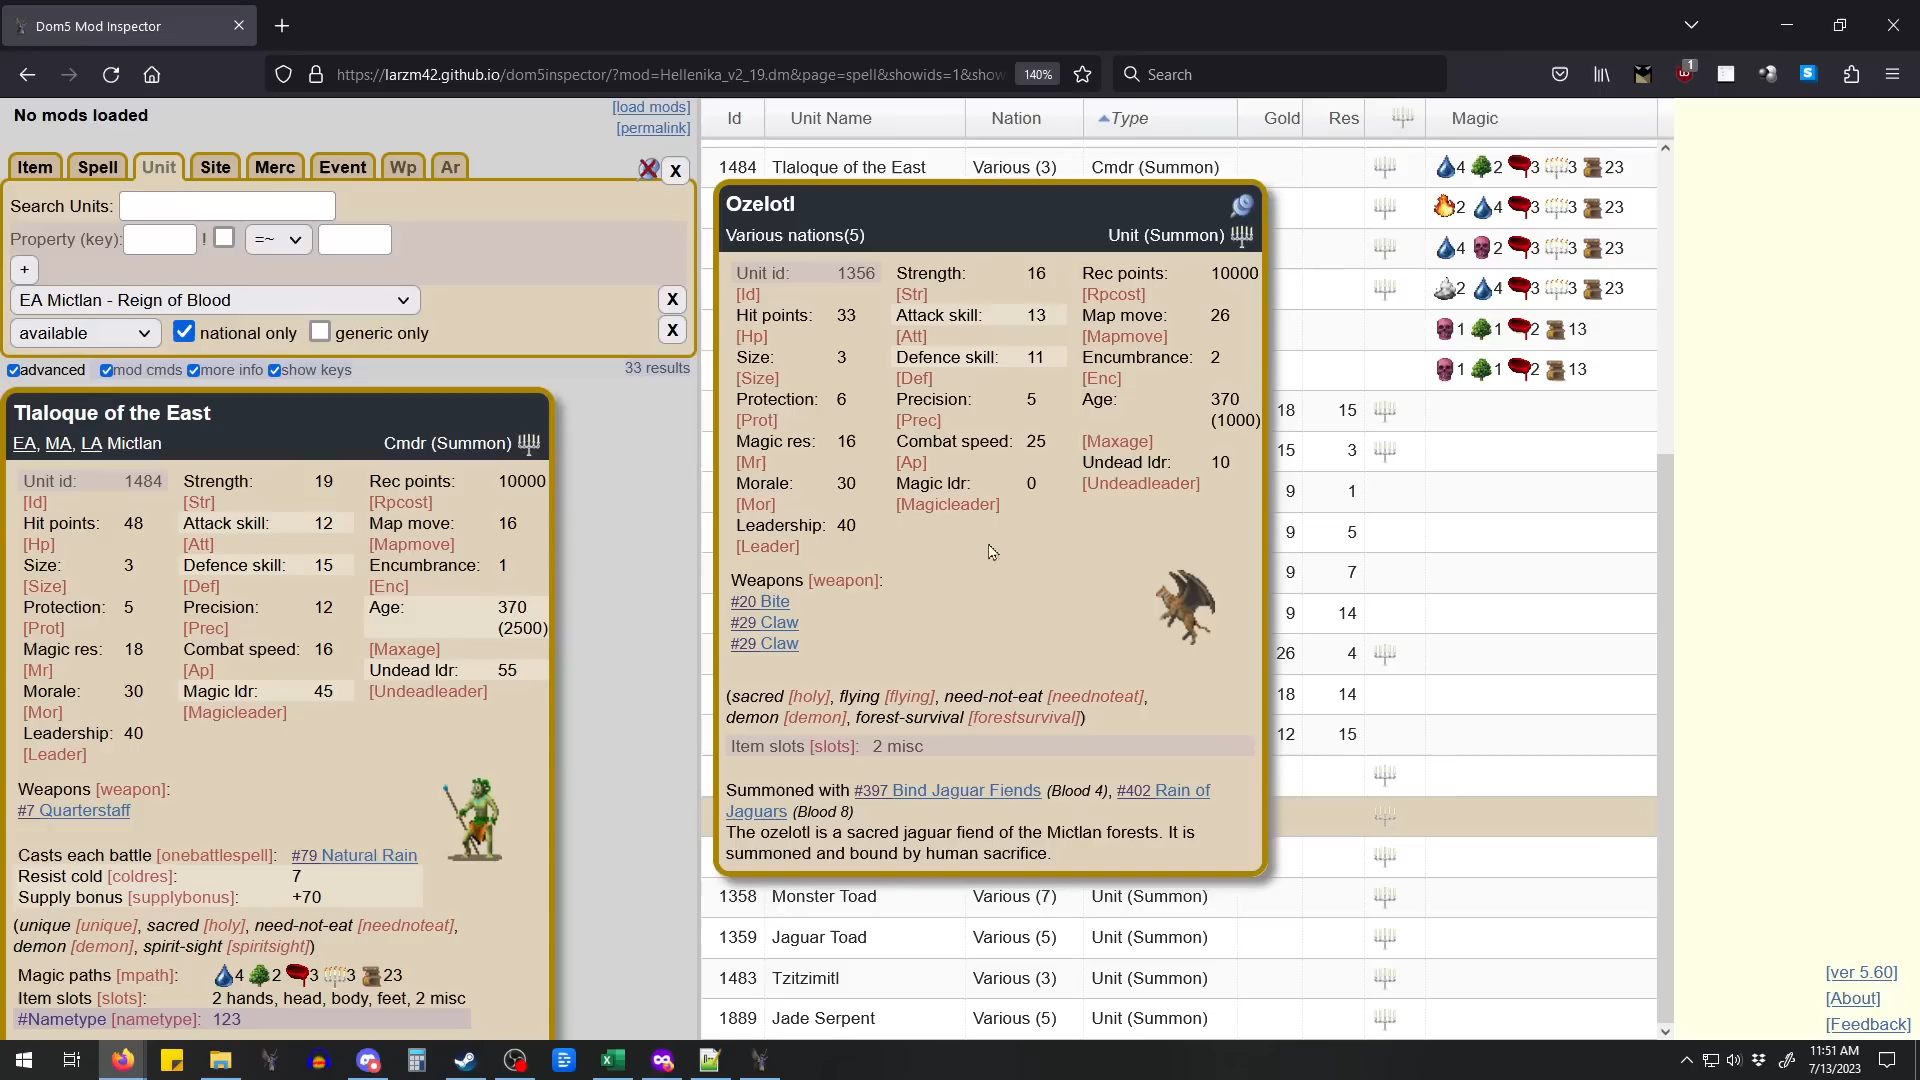 Dom5 Mod Inspector
https://larzm42.github.io/dom5inspector/?mod=Hellenika_v2_19.dm&page=spell&showids=1&show
140%
Search
1
No mods loaded
[load mods]
[permalink]
Item
Spell
Unit
Site
Merc
Event
Wp
Ar
X
Search Units:
Property (key):
!
=~
+
EA Mictlan - Reign of Blood
X
available
national only
generic only
X
advanced
mod cmds
more info
show keys
33 results
Tlaloque of the East
EA, MA, LA Mictlan
Cmdr (Summon)
Unit id: 1484 Strength: 19 Rec points: 10000
[Id] [Str] [Rpcost]
Hit points: 48 Attack skill: 12 Map move: 16
[Hp] [Att] [Mapmove]
Size: 3 Defence skill: 15 Encumbrance: 1
[Size] [Def] [Enc]
Protection: 5 Precision: 12 Age: 370
[Prot] [Prec] (2500)
Magic res: 18 Combat speed: 16 [Maxage]
[Mr] [Ap] Undead ldr: 55
Morale: 30 Magic ldr: 45 [Undeadleader]
[Mor] [Magicleader]
Leadership: 40
[Leader]
Weapons [weapon]:
#7 Quarterstaff
Casts each battle [onebattlespell]: #79 Natural Rain
Resist cold [coldres]: 7
Supply bonus [supplybonus]: +70
(unique [unique], sacred [holy], need-not-eat [neednoteat],
demon [demon], spirit-sight [spiritsight])
Magic paths [mpath]: 4 2 3 3 23
Item slots [slots]: 2 hands, head, body, feet, 2 misc
#Nametype [nametype]: 123
Id Unit Name Nation Type Gold Res Magic
1484 Tlaloque of the East Various (3) Cmdr (Summon) 4 2 3 3 23
2 4 3 3 23
4 2 3 3 23
2 4 3 3 23
1 1 2 13
1 1 2 13
18 15
15 3
9 1
9 5
9 7
9 14
26 4
18 14
12 15
Ozelotl
Various nations(5)
Unit (Summon)
Unit id: 1356 Strength: 16 Rec points: 10000
[Id] [Str] [Rpcost]
Hit points: 33 Attack skill: 13 Map move: 26
[Hp] [Att] [Mapmove]
Size: 3 Defence skill: 11 Encumbrance: 2
[Size] [Def] [Enc]
Protection: 6 Precision: 5 Age: 370
[Prot] [Prec] (1000)
Magic res: 16 Combat speed: 25 [Maxage]
[Mr] [Ap] Undead ldr: 10
Morale: 30 Magic ldr: 0 [Undeadleader]
[Mor] [Magicleader]
Leadership: 40
[Leader]
Weapons [weapon]:
#20 Bite
#29 Claw
#29 Claw
(sacred [holy], flying [flying], need-not-eat [neednoteat],
demon [demon], forest-survival [forestsurvival])
Item slots [slots]: 2 misc
Summoned with #397 Bind Jaguar Fiends (Blood 4), #402 Rain of
Jaguars (Blood 8)
The ozelotl is a sacred jaguar fiend of the Mictlan forests. It is
summoned and bound by human sacrifice.
1358 Monster Toad Various (7) Unit (Summon)
1359 Jaguar Toad Various (5) Unit (Summon)
1483 Tzitzimitl Various (3) Unit (Summon)
1889 Jade Serpent Various (5) Unit (Summon)
[ver 5.60]
[About]
[Feedback]
11:51 AM
7/13/2023